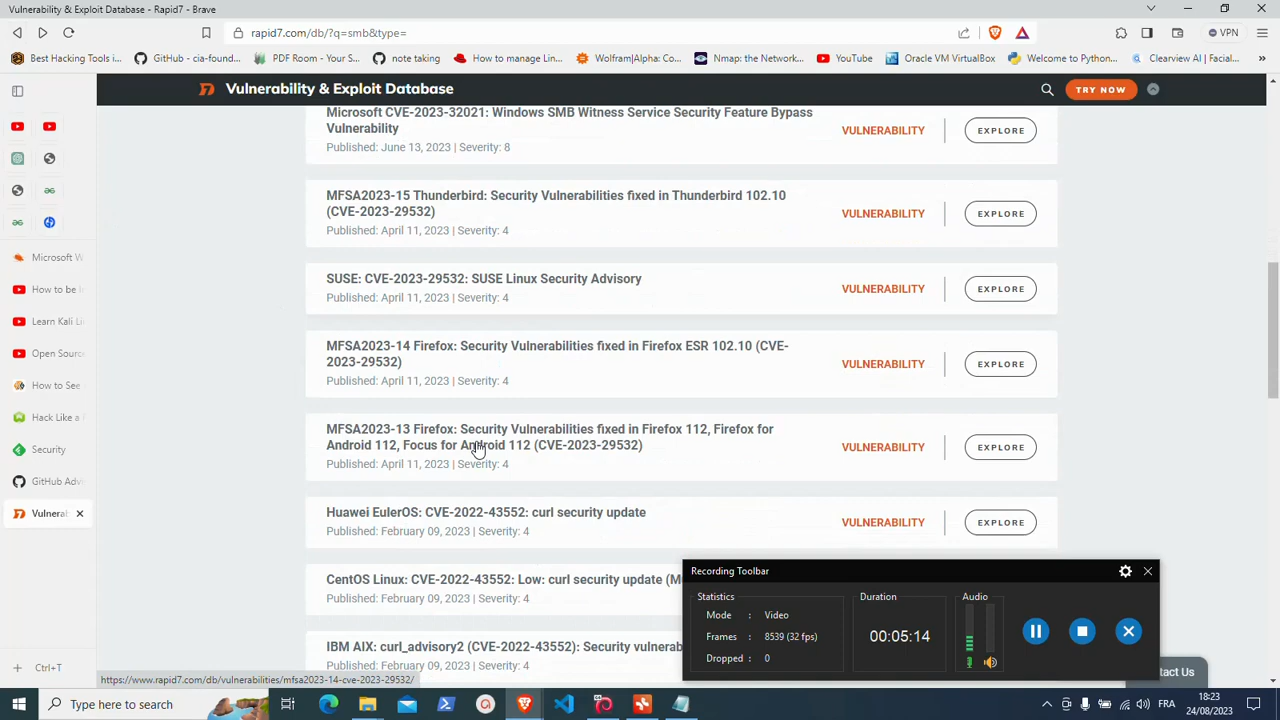 Vulnerability & Exploit Database - Rapid7 - Brave
rapid7.com/db/?q=smb&type=
VPN
Best Hacking Tools i...
GitHub - cia-foun...
PDF Room - Your S...
note taking
How to manage Lin...
Wolfram|Alpha: Co...
Nmap: the Network...
YouTube
Oracle VM VirtualBox
Welcome to Python...
Clearview AI | Facial...
Vulnerability & Exploit Database
TRY NOW
Microsoft W
How to be I
Learn Kali Li
Open Sourc
How to See
Hack Like a
Security
GitHub Adv
Vulneral
Ctrl+T
Microsoft CVE-2023-32021: Windows SMB Witness Service Security Feature Bypass
Vulnerability
Published: June 13, 2023 | Severity: 8
VULNERABILITY
EXPLORE
MFSA2023-15 Thunderbird: Security Vulnerabilities fixed in Thunderbird 102.10
(CVE-2023-29532)
Published: April 11, 2023 | Severity: 4
VULNERABILITY
EXPLORE
SUSE: CVE-2023-29532: SUSE Linux Security Advisory
Published: April 11, 2023 | Severity: 4
VULNERABILITY
EXPLORE
MFSA2023-14 Firefox: Security Vulnerabilities fixed in Firefox ESR 102.10 (CVE-
2023-29532)
Published: April 11, 2023 | Severity: 4
VULNERABILITY
EXPLORE
MFSA2023-13 Firefox: Security Vulnerabilities fixed in Firefox 112, Firefox for
Android 112, Focus for Android 112 (CVE-2023-29532)
Published: April 11, 2023 | Severity: 4
VULNERABILITY
EXPLORE
Huawei EulerOS: CVE-2022-43552: curl security update
Published: February 09, 2023 | Severity: 4
VULNERABILITY
EXPLORE
CentOS Linux: CVE-2022-43552: Low: curl security update (M
Published: February 09, 2023 | Severity: 4
IBM AIX: curl_advisory2 (CVE-2022-43552): Security vulnerab
Published: February 09, 2023 | Severity: 4
https://www.rapid7.com/db/vulnerabilities/mfsa2023-14-cve-2023-29532/
Recording Toolbar
Statistics
Mode : Video
Frames : 8539 (32 fps)
Dropped : 0
Duration
00:05:14
Audio
tact Us
Type here to search
FRA
18:23
24/08/2023